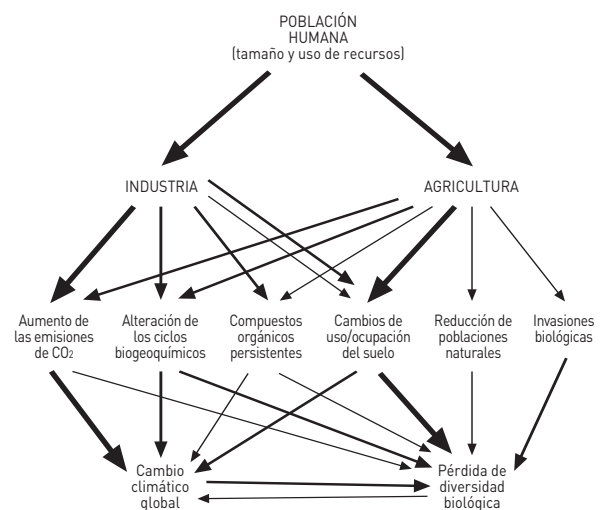 POBLACIÓN
HUMANA
(tamaño y uso de recursos)
INDUSTRIA
AGRICULTURA
Aumento de
las emisiones
de CO2
Alteración de
los ciclos
biogeoquímicos
Compuestos
orgánicos
persistentes
Cambios de
uso/ocupación
del suelo
Reducción de
poblaciones
naturales
Invasiones
biológicas
Cambio
climático
global
Pérdida de
diversidad
biológica